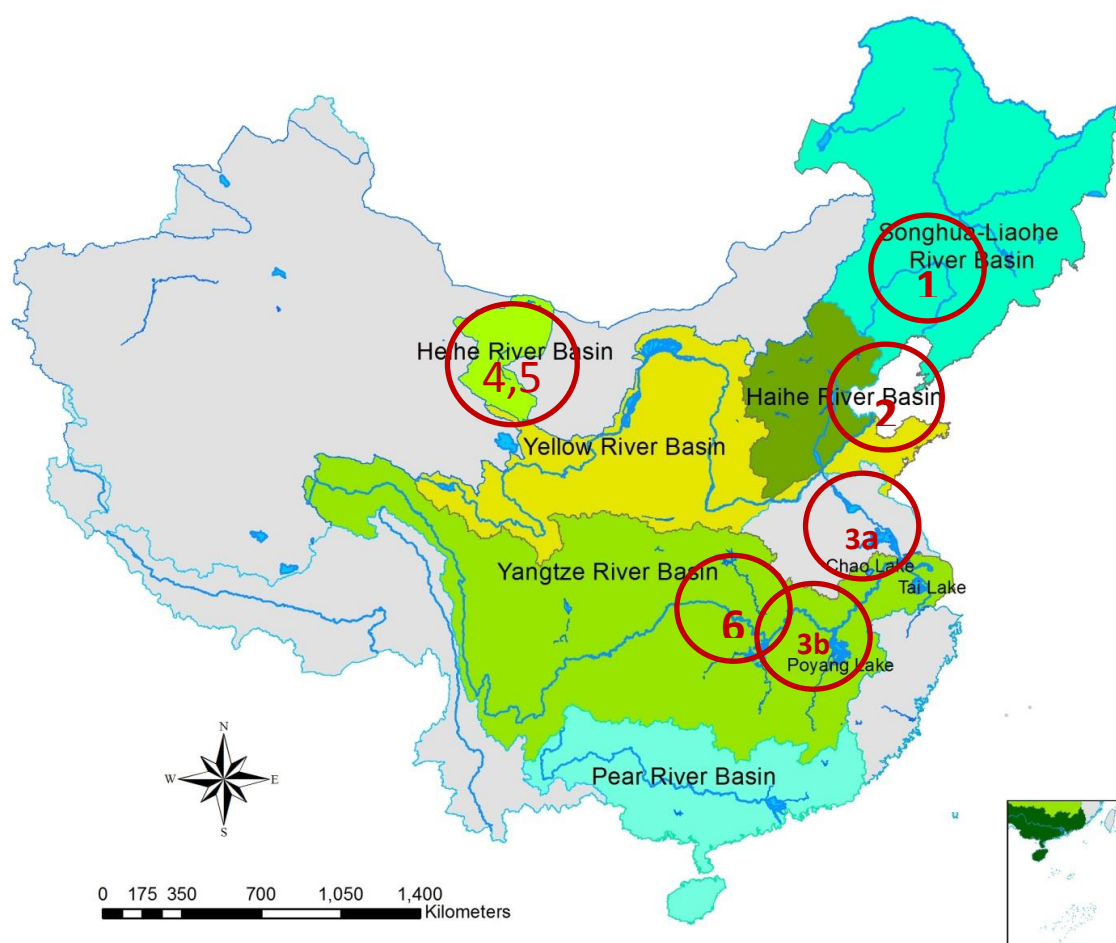 Songhua-Liaohe
River Basin
1
Heihe River Basin
4,5
Haihe River Basin
2
Yellow River Basin
3a
Chao Lake
Tai Lake
Yangtze River Basin
6
3b
Poyang Lake
Pear River Basin
N
W
E
S
0 175 350 700 1,050 1,400
Kilometers